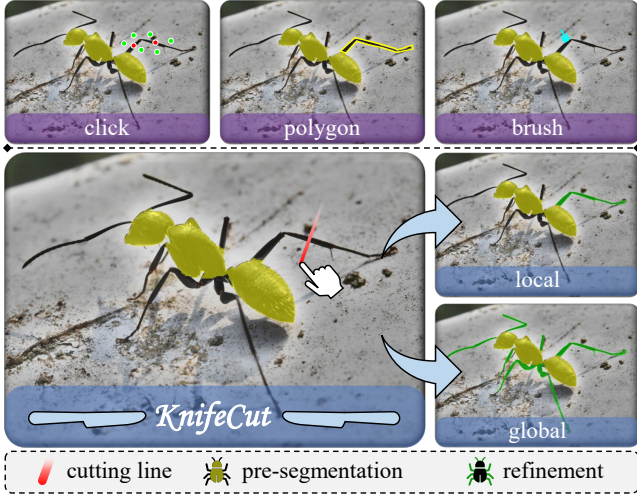 click
polygon
brush
KnifeCut
local
global
cutting line
pre-segmentation
refinement